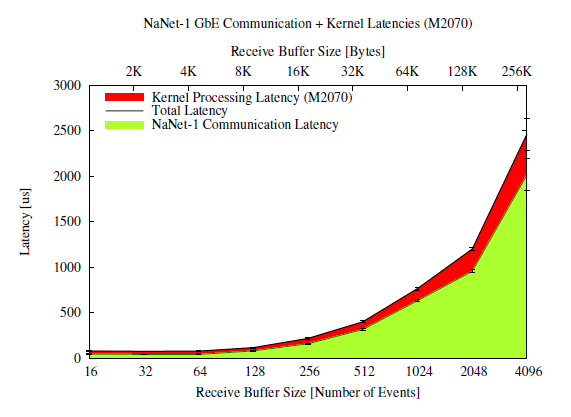 NaNet-1 GbE Communication + Kernel Latencies (M2070)
Receive Buffer Size [Bytes]
2K 4K 8K 16K 32K 64K 128K 256K
3000
2500
2000
1500
1000
500
0
Latency [us]
Kernel Processing Latency (M2070)
Total Latency
NaNet-1 Communication Latency
16 32 64 128 256 512 1024 2048 4096
Receive Buffer Size [Number of Events]